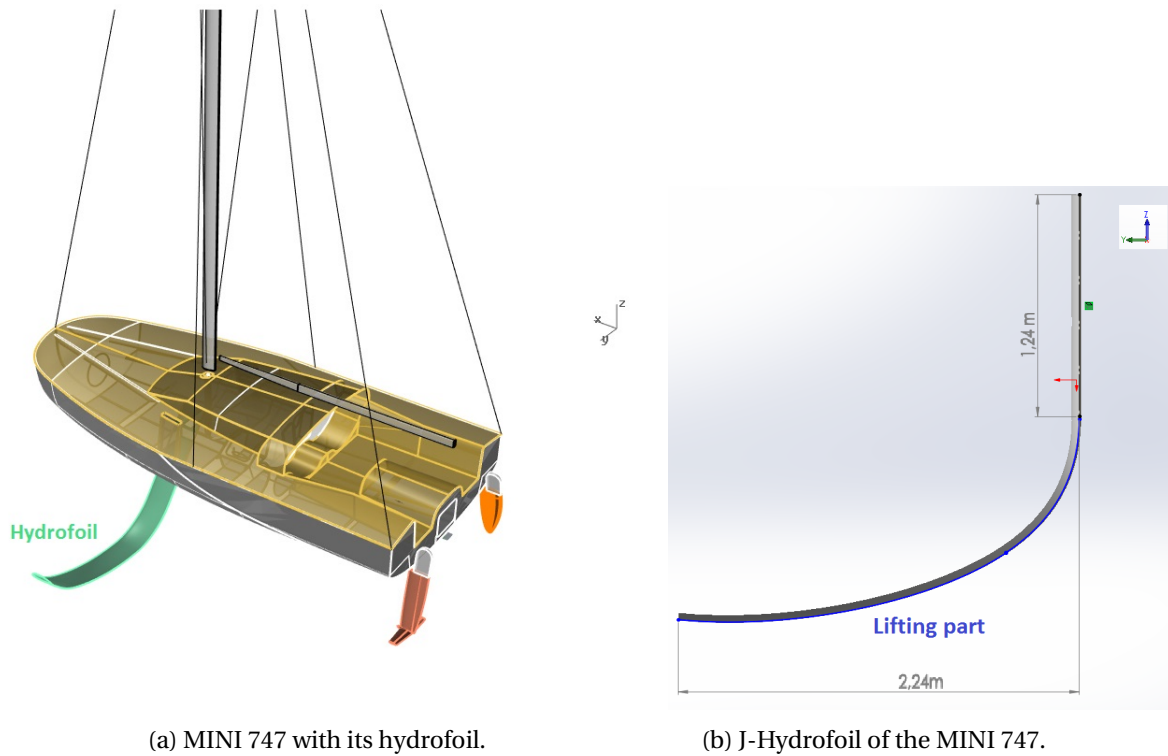 Hydrofoil
z
x
y
Z
Y
1,24 m
Lifting part
2,24m
(a) MINI 747 with its hydrofoil.
(b) J-Hydrofoil of the MINI 747.